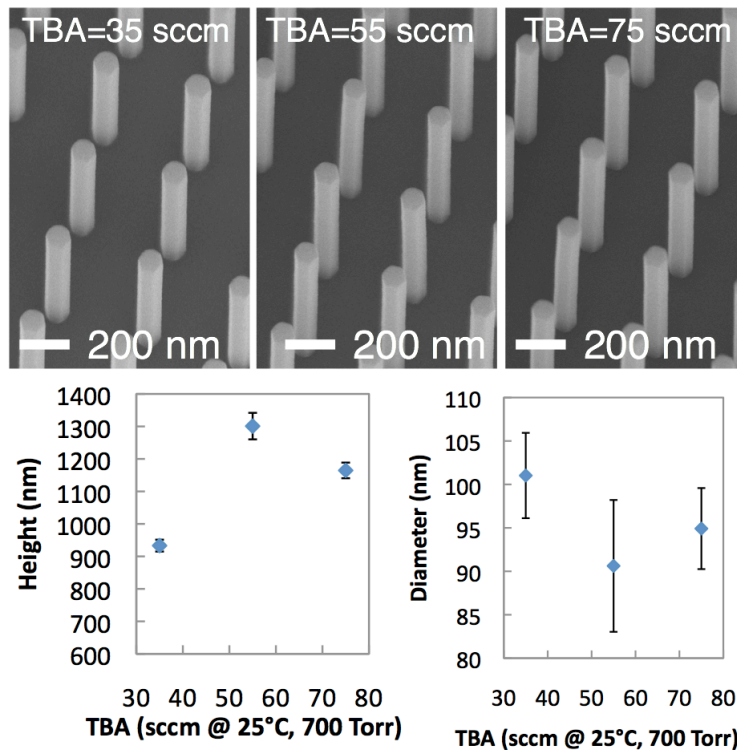 TBA=35 sccm
TBA=55 sccm
TBA=75 sccm
200 nm
200 nm
200 nm
Height (nm)
1400
1300
1200
1100
1000
900
800
700
600
30 40 50 60 70 80
TBA (sccm @ 25°C, 700 Torr)
Diameter (nm)
110
105
100
95
90
85
80
30 40 50 60 70 80
TBA (sccm @ 25°C, 700 Torr)